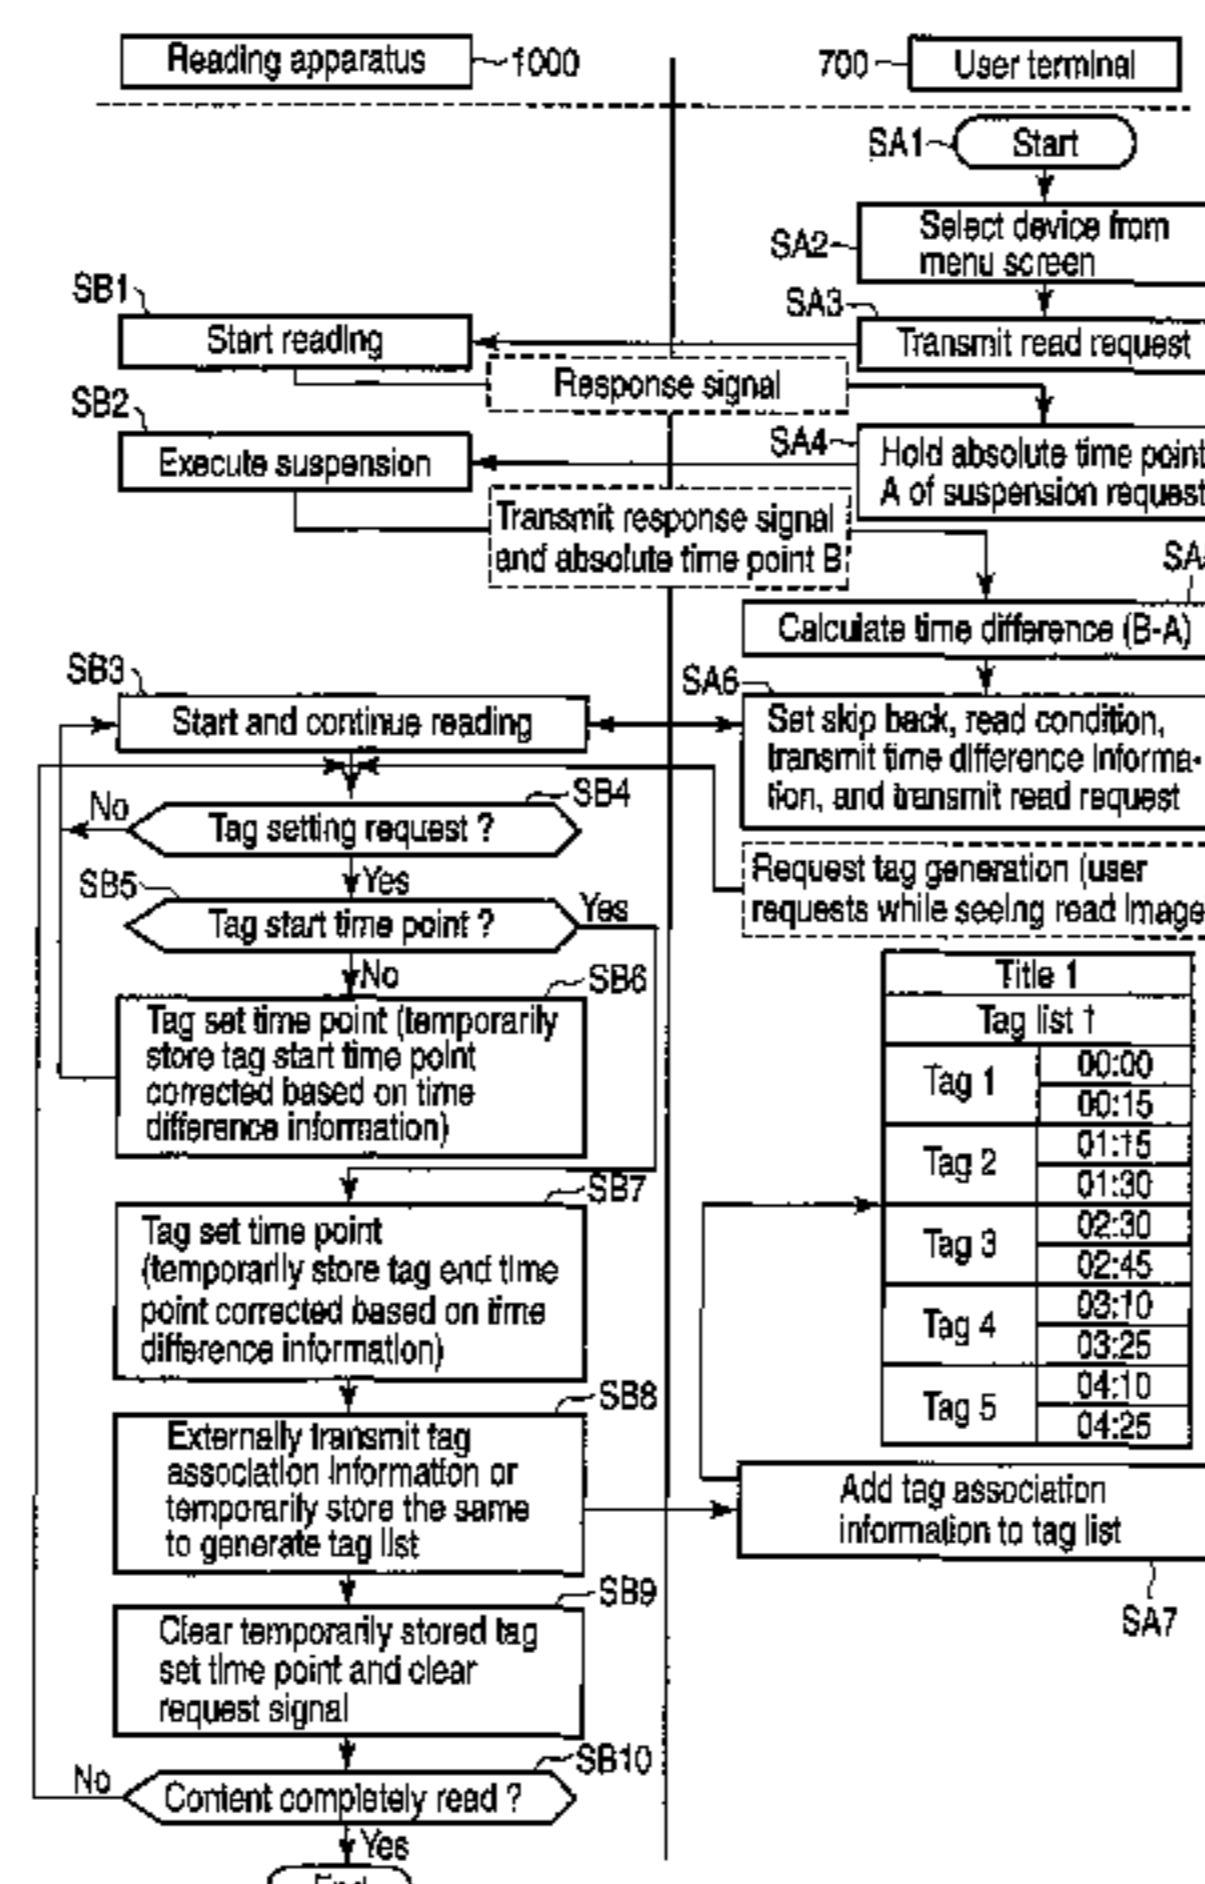 Reading apparatus
1000
700
User terminal
SA1
Start
SA2
Select device from
menu screen
SB1
SA3
Start reading
Transmit read request
Response signal
SB2
SA4
Execute suspension
Hold absolute time point
A of suspension request
Transmit response signal
and absolute time point B
Calculate time difference (B-A)
SB3
SA6
Start and continue reading
Set skip back, read condition,
transmit time difference informa-
tion, and transmit read request
SB4
No
Tag setting request ?
Yes
Request tag generation (user
requests while seeing read image
SB5
Tag start time point ?
Yes
No
SB6
Tag set time point (temporarily
store tag start time point
corrected based on time
difference information)
Title 1
Tag list 1
Tag 1
00:00
00:15
Tag 2
01:15
01:30
Tag 3
02:30
02:45
Tag 4
03:10
03:25
Tag 5
04:10
04:25
SB7
Tag set time point
(temporarily store tag end time
point corrected based on time
difference information)
SB8
Externally transmit tag
association information or
temporarily store the same
to generate tag list
Add tag association
information to tag list
SA7
SB9
Clear temporarily stored tag
set time point and clear
request signal
SB10
No
Content completely read ?
Yes